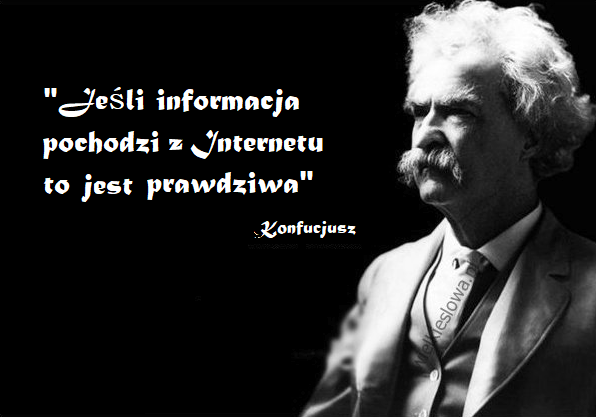 "Jeśli informacja
pochodzi z Internetu
to jest prawdziwa"
Konfucjusz